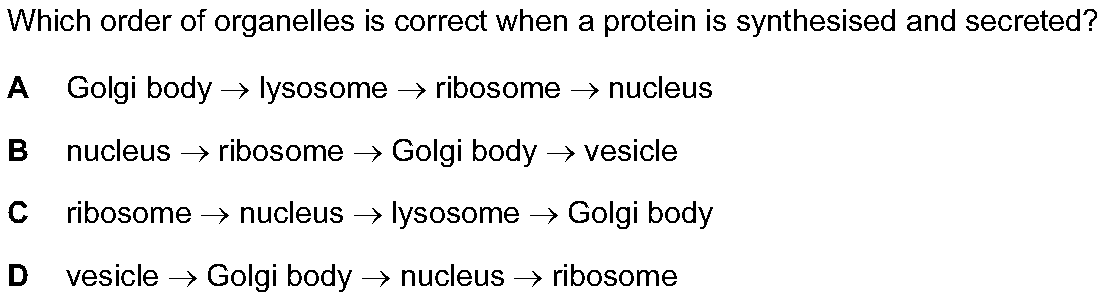 Which order of organelles is correct when a protein is synthesised and secreted?
A Golgi body → lysosome → ribosome → nucleus
B nucleus → ribosome → Golgi body → vesicle
C ribosome → nucleus → lysosome → Golgi body
D vesicle → Golgi body → nucleus → ribosome